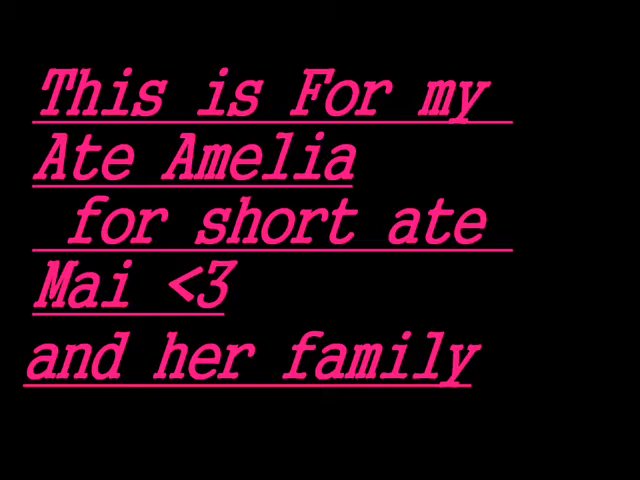 This is For my
Ate Amelia
for short ate
Mai <3
and her family